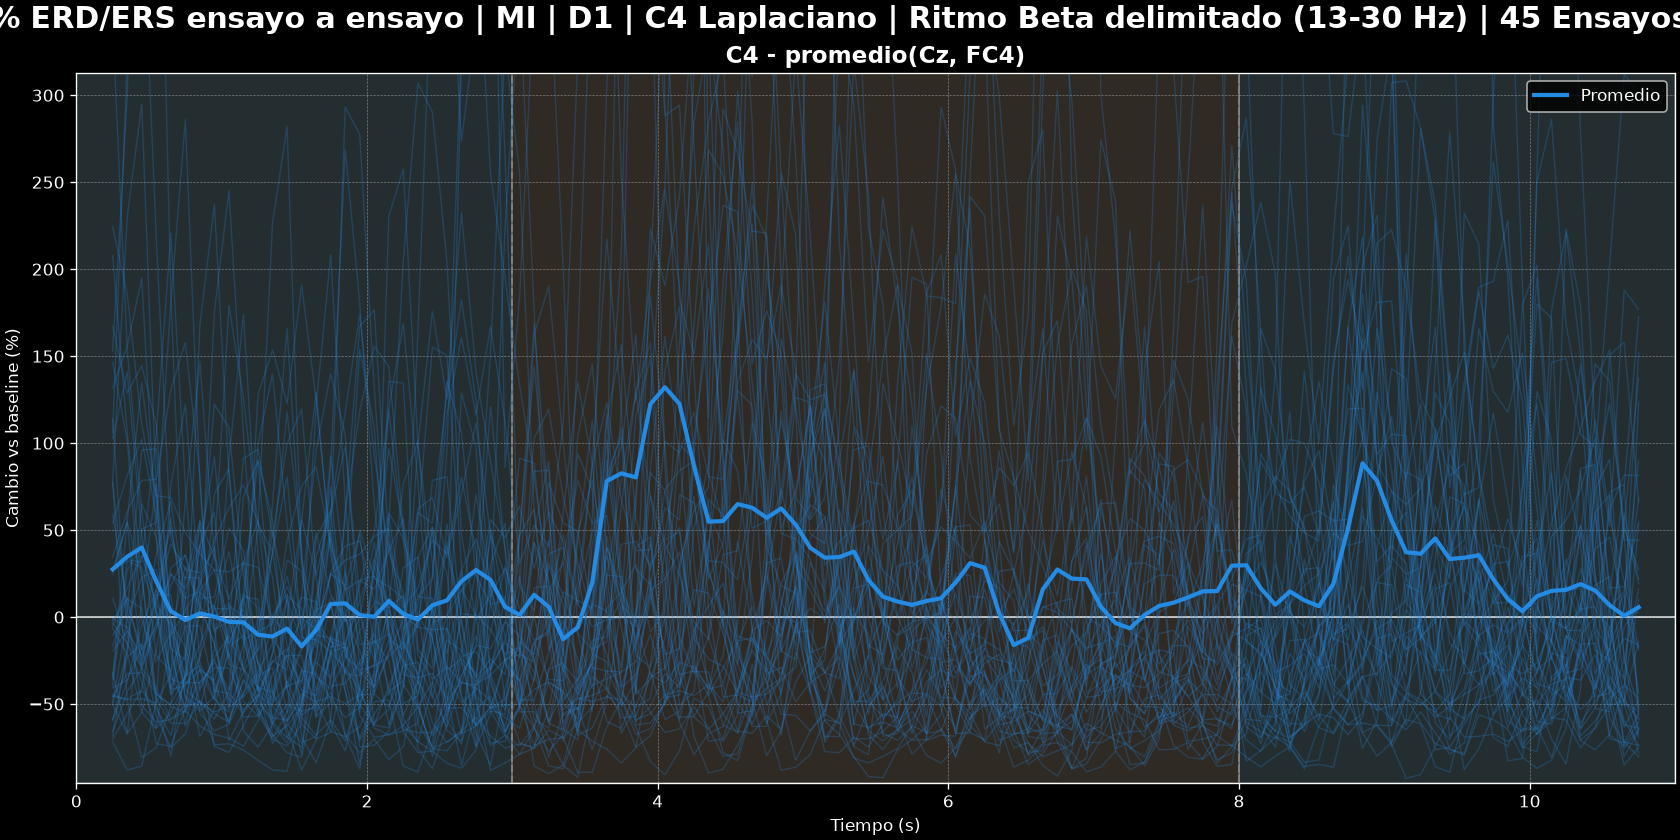 % ERD/ERS ensayo a ensayo | MI | D1 | C4 Laplaciano | Ritmo Beta delimitado (13-30 Hz) | 45 Ensayos
C4 - promedio(Cz, FC4)
Promedio
Cambio vs baseline (%)
300
250
200
150
100
50
0
−50
0 2 4 6 8 10
Tiempo (s)